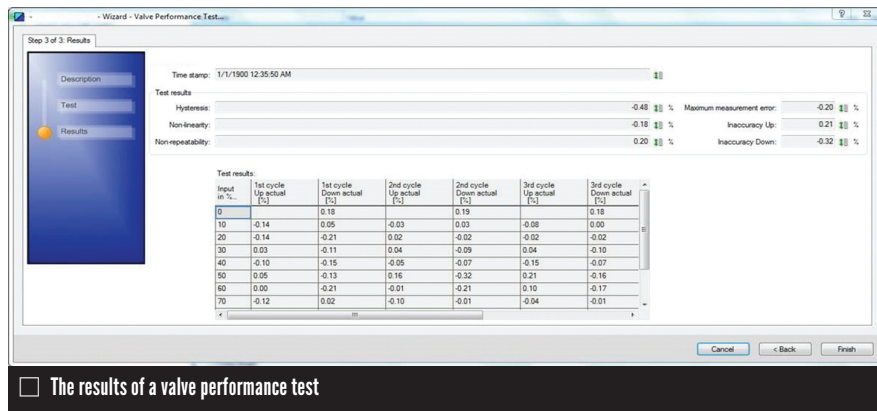 - - Wizard - Valve Performance Test...
Step 3 of 3: Results
Description
Test
Results
Time stamp: 1/1/1900 12:35:50 AM
Test results
Hysteresis: -0.48 % Maximum measurement error: -0.20 %
Non-linearty: -0.18 % Inaccuracy Up: 0.21 %
Non-repeatability: 0.20 % Inaccuracy Down: -0.32 %
Test results:
Input in %... 1st cycle Up actual [%] 1st cycle Down actual [%] 2nd cycle Up actual [%] 2nd cycle Down actual [%] 3rd cycle Up actual [%] 3rd cycle Down actual [%]
0 0.18 0.19 0.18
10 -0.14 0.05 -0.03 0.03 -0.08 0.00
20 -0.14 -0.21 0.02 -0.02 -0.02 -0.02
30 0.03 -0.11 0.04 -0.09 0.04 -0.10
40 -0.10 -0.15 -0.05 -0.07 -0.15 -0.07
50 0.05 -0.13 0.16 -0.32 0.21 -0.16
60 0.00 -0.21 -0.01 -0.21 0.10 -0.17
70 -0.12 0.02 -0.10 -0.01 -0.04 -0.01
Cancel < Back Finish
The results of a valve performance test